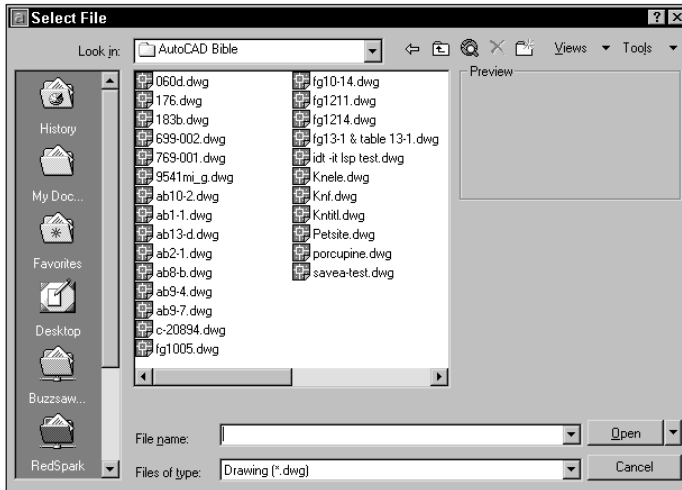 Select File
Look in:
AutoCAD Bible
Views
Tools
History
My Doc...
Favorites
Desktop
Buzzsaw...
RedSpark
060d.dwg
176.dwg
183b.dwg
699-002.dwg
769-001.dwg
9541mi_g.dwg
ab10-2.dwg
ab1-1.dwg
ab13-d.dwg
ab2-1.dwg
ab8-b.dwg
ab9-4.dwg
ab9-7.dwg
c-20894.dwg
fg1005.dwg
fg10-14.dwg
fg1211.dwg
fg1214.dwg
fg13-1 & table 13-1.dwg
idt -it lsp test.dwg
Knele.dwg
Knf.dwg
Kntitl.dwg
Petsite.dwg
porcupine.dwg
savea-test.dwg
Preview
File name:
Open
Files of type:
Drawing (*.dwg)
Cancel